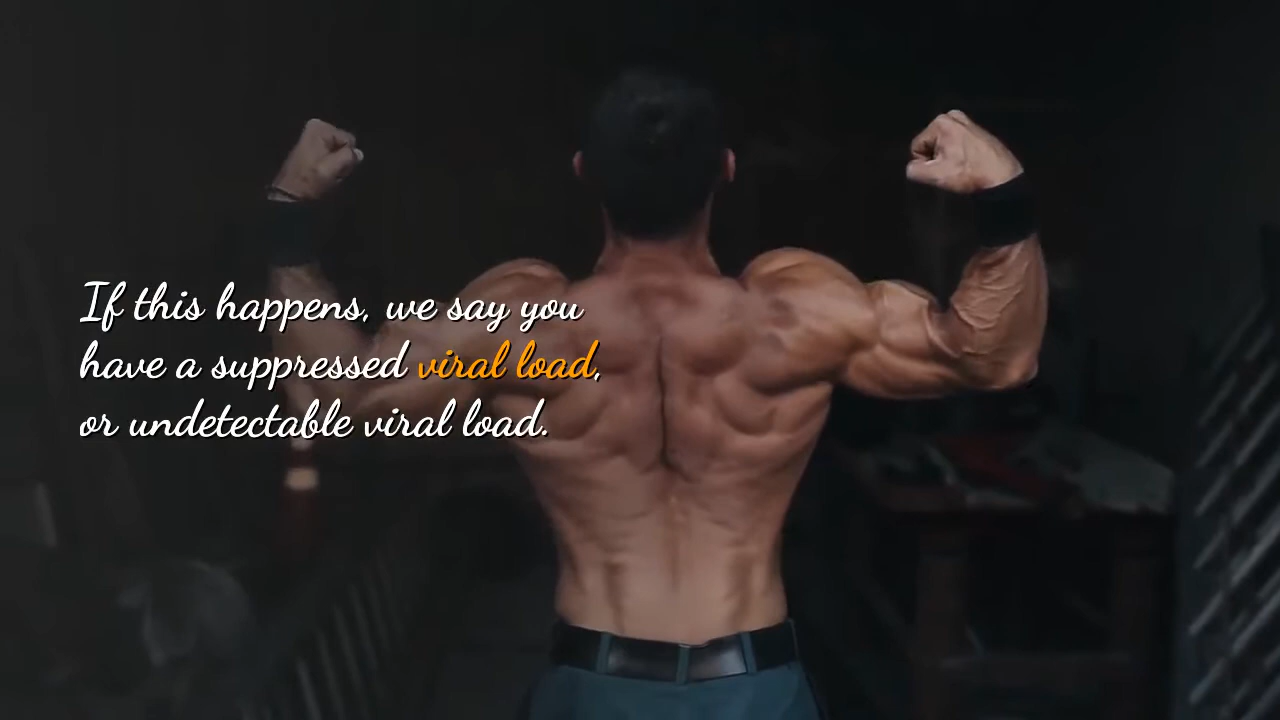 If this happens, we say you
have a suppressed viral load,
or undetectable viral load.